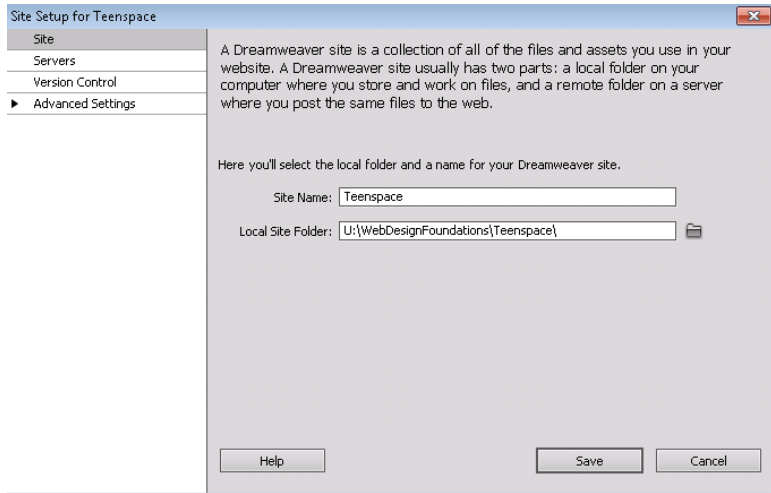 Site Setup for Teenspace
Site
Servers
Version Control
Advanced Settings
A Dreamweaver site is a collection of all of the files and assets you use in your
website. A Dreamweaver site usually has two parts: a local folder on your
computer where you store and work on files, and a remote folder on a server
where you post the same files to the web.
Here you'll select the local folder and a name for your Dreamweaver site.
Site Name: Teenspace
Local Site Folder: U:\WebDesignFoundations\Teenspace\
Help Save Cancel